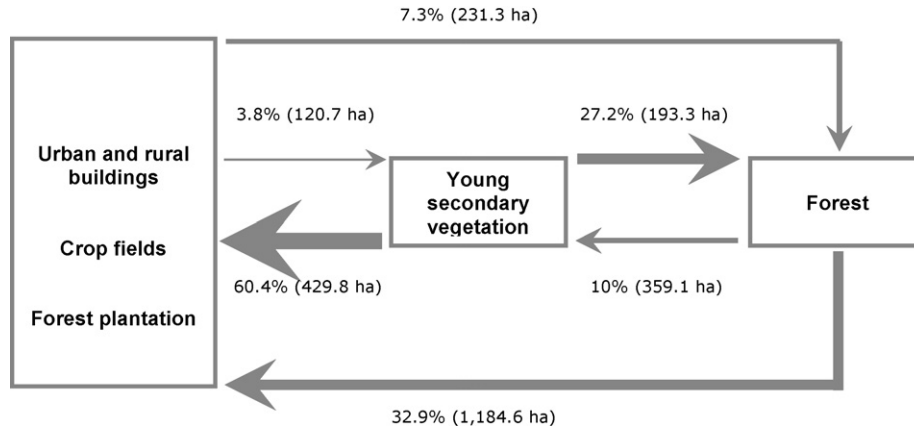 7.3% (231.3 ha)
3.8% (120.7 ha)
27.2% (193.3 ha)
Urban and rural
buildings
Crop fields
Forest plantation
Young
secondary
vegetation
Forest
60.4% (429.8 ha)
10% (359.1 ha)
32.9% (1,184.6 ha)